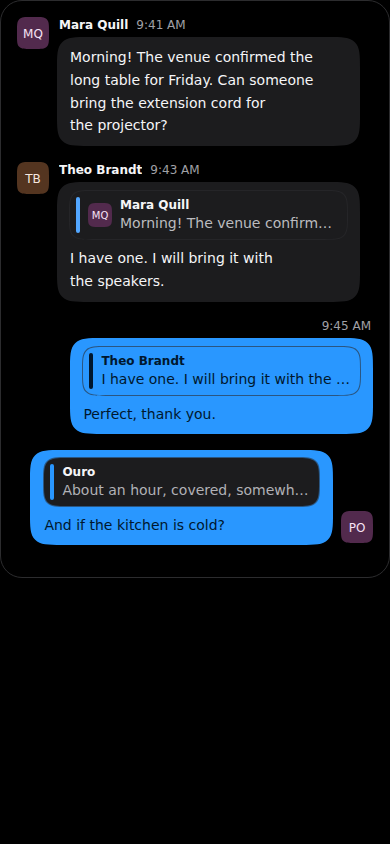 MQ
Mara Quill 9:41 AM
Morning! The venue confirmed the
long table for Friday. Can someone
bring the extension cord for
the projector?
TB
Theo Brandt 9:43 AM
MQ
Mara Quill
Morning! The venue confirm…
I have one. I will bring it with
the speakers.
9:45 AM
Theo Brandt
I have one. I will bring it with the …
Perfect, thank you.
Ouro
About an hour, covered, somewh…
And if the kitchen is cold?
PO